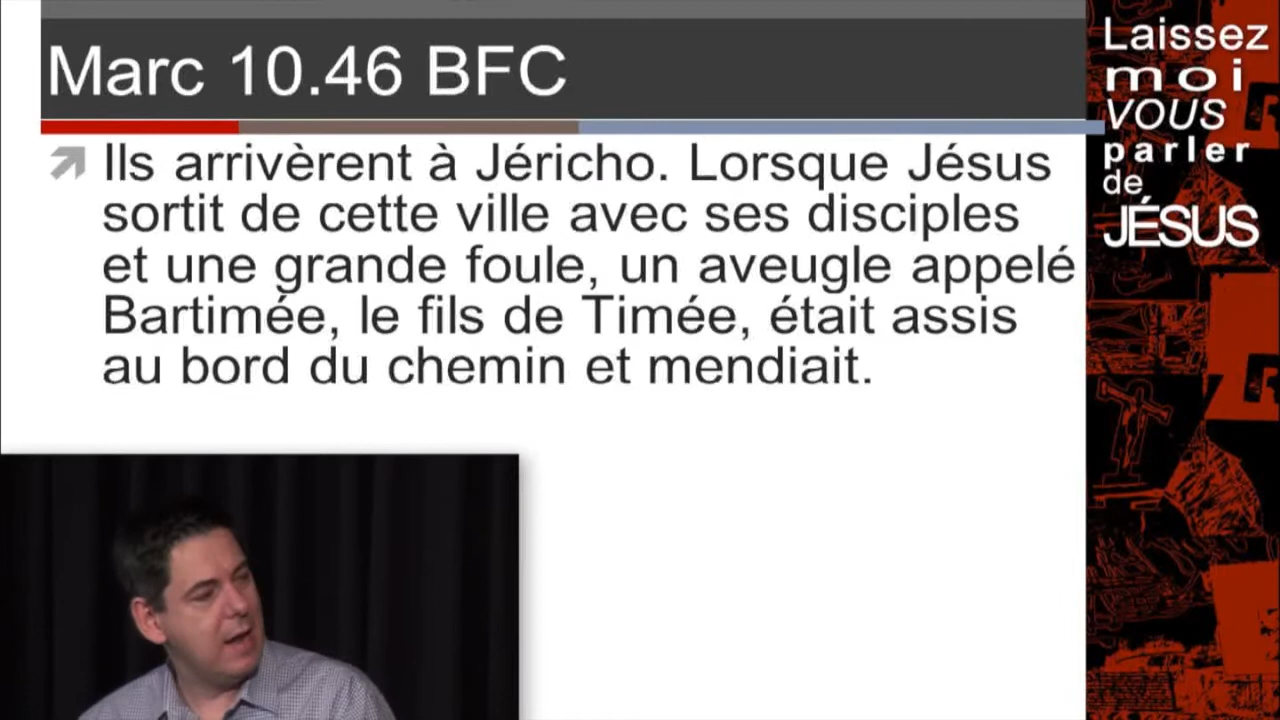 Marc 10.46 BFC
Ils arrivèrent à Jéricho. Lorsque Jésus
sortit de cette ville avec ses disciples
et une grande foule, un aveugle appelé
Bartimée, le fils de Timée, était assis
au bord du chemin et mendiait.
Laissez
moi
VOUS
parler
de
JÉSUS